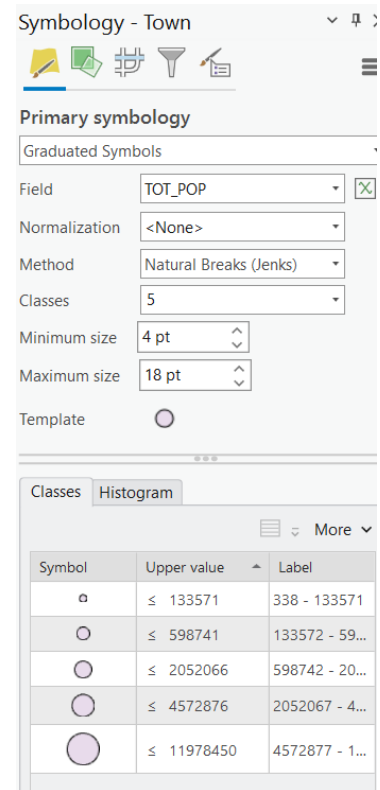 Symbology - Town
Primary symbology
Graduated Symbols
Field TOT_POP
Normalization <None>
Method Natural Breaks (Jenks)
Classes 5
Minimum size 4 pt
Maximum size 18 pt
Template
Classes Histogram
More
Symbol Upper value Label
≤ 133571 338 - 133571
≤ 598741 133572 - 59...
≤ 2052066 598742 - 20...
≤ 4572876 2052067 - 4...
≤ 11978450 4572877 - 1...